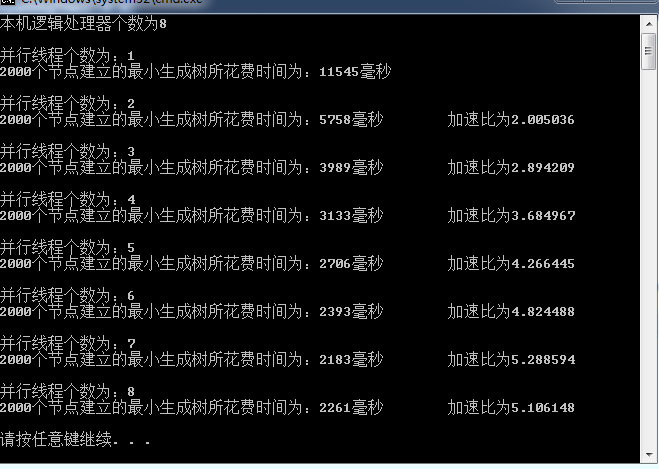 C:\Windows\system32\cmd.exe
本机逻辑处理器个数为8
并行线程个数为：1
2000个节点建立的最小生成树所花费时间为：11545毫秒
并行线程个数为：2
2000个节点建立的最小生成树所花费时间为：5758毫秒 加速比为2.005036
并行线程个数为：3
2000个节点建立的最小生成树所花费时间为：3989毫秒 加速比为2.894209
并行线程个数为：4
2000个节点建立的最小生成树所花费时间为：3133毫秒 加速比为3.684967
并行线程个数为：5
2000个节点建立的最小生成树所花费时间为：2706毫秒 加速比为4.266445
并行线程个数为：6
2000个节点建立的最小生成树所花费时间为：2393毫秒 加速比为4.824488
并行线程个数为：7
2000个节点建立的最小生成树所花费时间为：2183毫秒 加速比为5.288594
并行线程个数为：8
2000个节点建立的最小生成树所花费时间为：2261毫秒 加速比为5.106148
请按任意键继续. . .